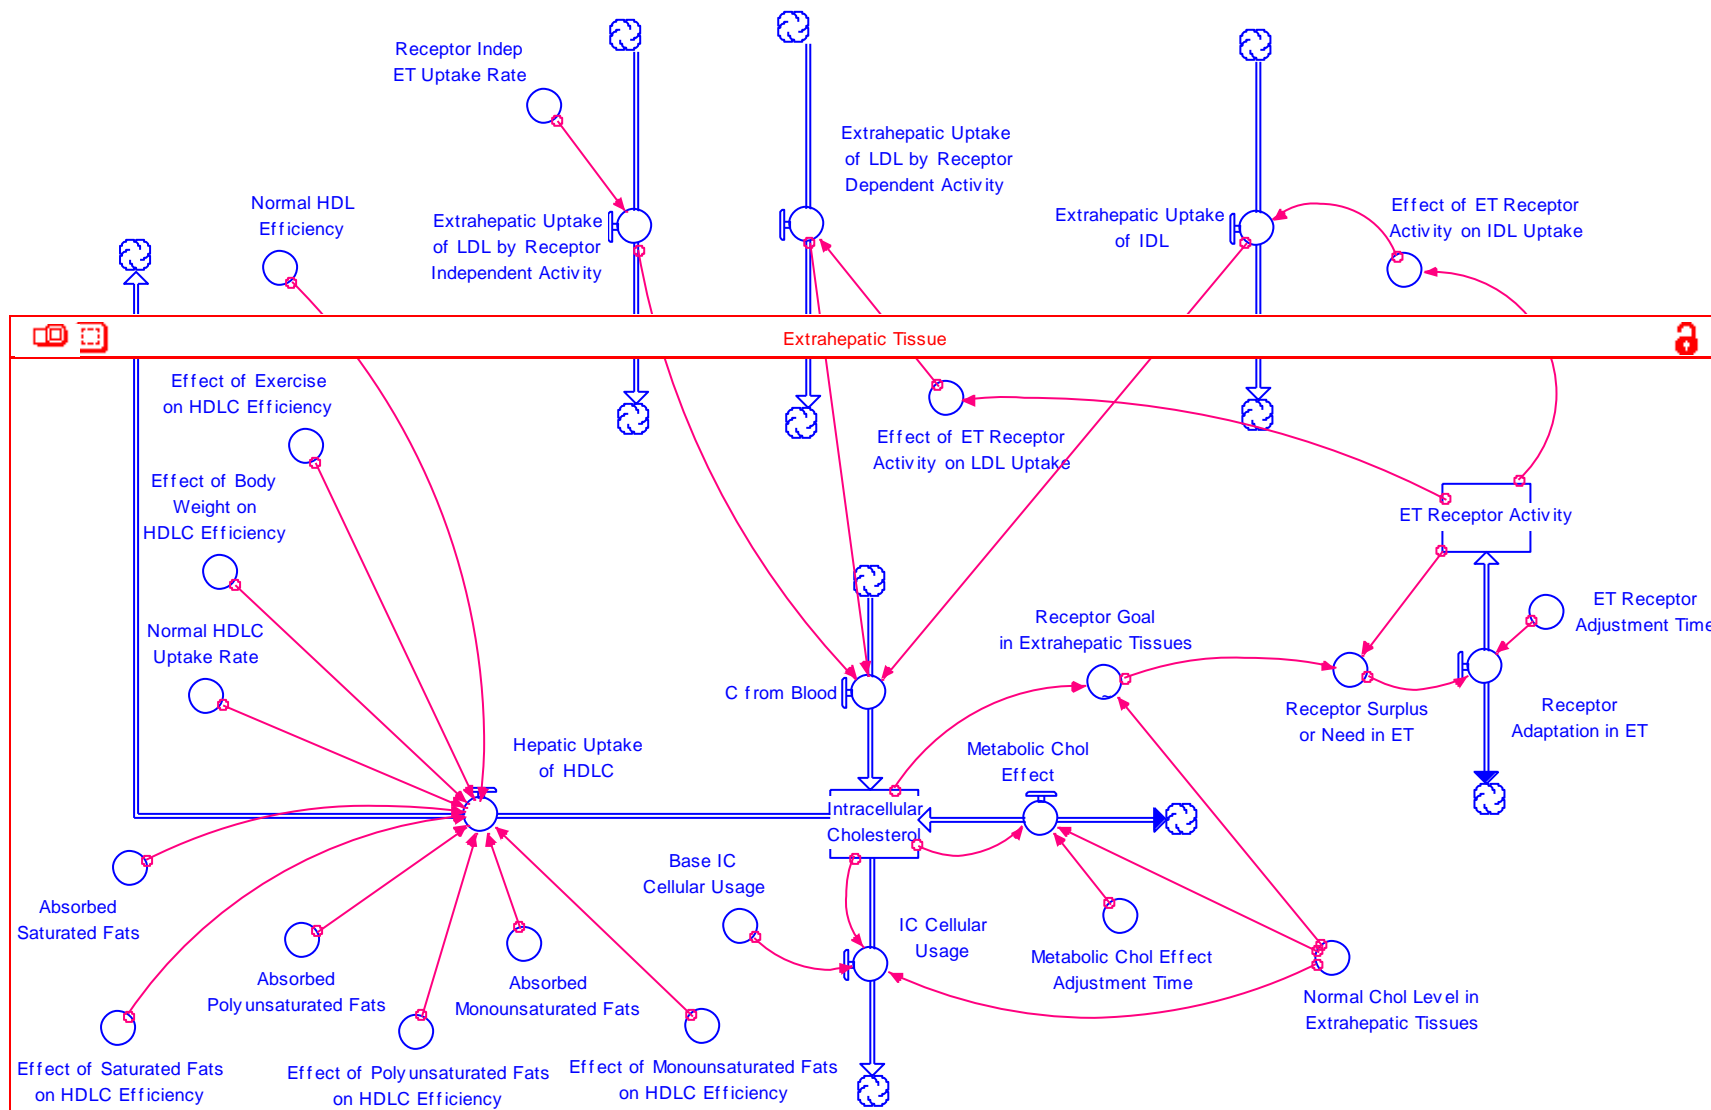 Receptor Indep
ET Uptake Rate
Extrahepatic Uptake
of LDL by Receptor
Dependent Activity
Normal HDL
Efficiency
Extrahepatic Uptake
of LDL by Receptor
Independent Activity
Extrahepatic Uptake
of IDL
Effect of ET Receptor
Activity on IDL Uptake
Extrahepatic Tissue
Effect of Exercise
on HDLC Efficiency
Effect of ET Receptor
Activity on LDL Uptake
Effect of Body
Weight on
HDLC Efficiency
ET Receptor Activity
Normal HDLC
Uptake Rate
Receptor Goal
in Extrahepatic Tissues
ET Receptor
Adjustment Time
C from Blood
Receptor Surplus
or Need in ET
Receptor
Adaptation in ET
Hepatic Uptake
of HDLC
Metabolic Chol
Effect
Intracellular
Cholesterol
Base IC
Cellular Usage
Absorbed
Saturated Fats
IC Cellular
Usage
Absorbed
Polyunsaturated Fats
Absorbed
Monounsaturated Fats
Metabolic Chol Effect
Adjustment Time
Normal Chol Level in
Extrahepatic Tissues
Effect of Saturated Fats
on HDLC Efficiency
Effect of Polyunsaturated Fats
on HDLC Efficiency
Effect of Monounsaturated Fats
on HDLC Efficiency